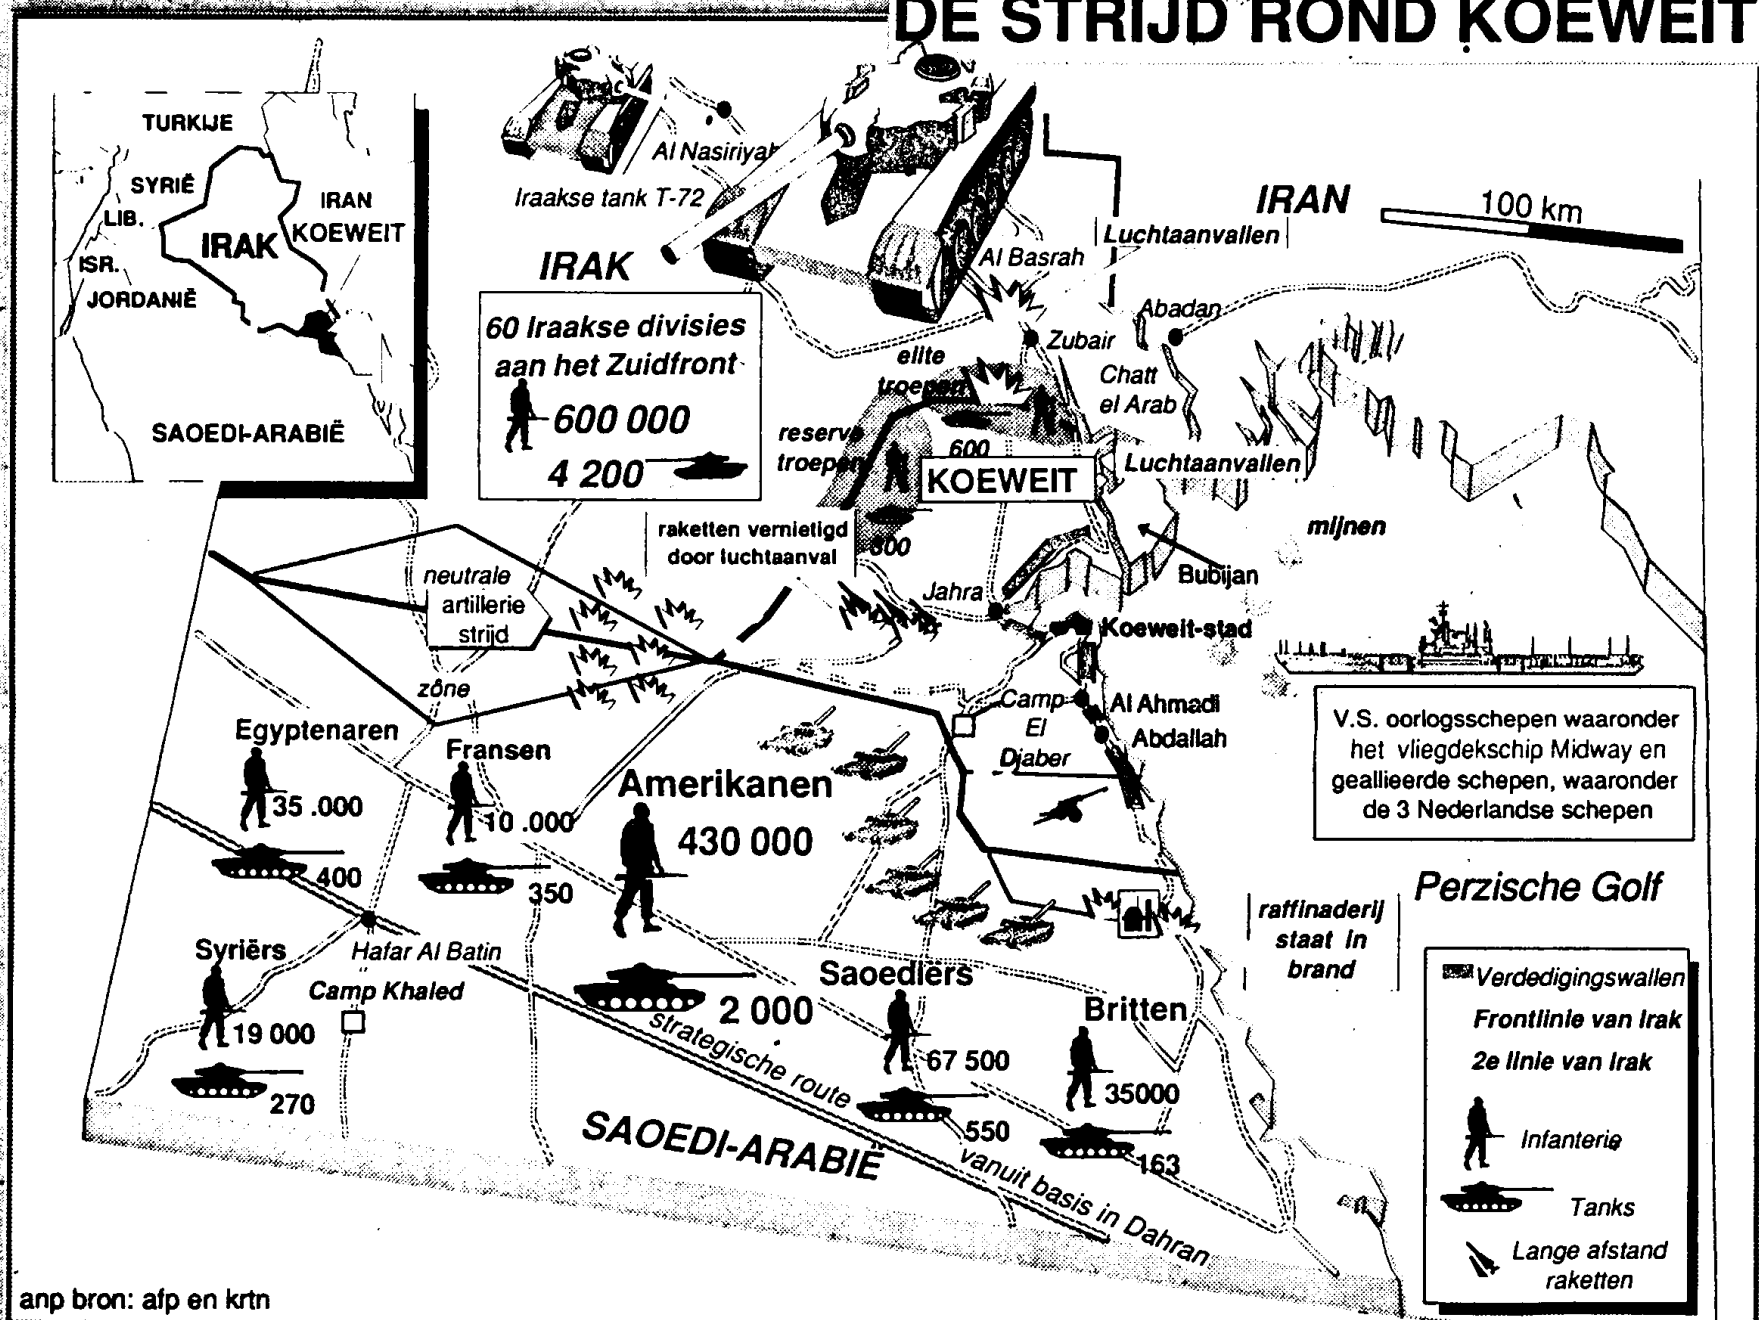 DE STRIJD ROND KOEWEIT
TURKIJE
SYRIË
LIB.
IRAN
KOEWEIT
IRAK
ISR.
JORDANIË
SAOEDI-ARABIË
Al Nasiriyah
Iraakse tank T-72
IRAK
60 Iraakse divisies
aan het Zuidfront
600 000
4 200
IRAN
100 km
Luchtaanvallen
Al Basrah
Abadan
Zubair
Chatt
el Arab
elite
troepen
reserve
troepen
600
KOEWEIT
Luchtaanvallen
800
raketten vernietigd
door luchtaanval
mijnen
Bubijan
Jahra
Koeweit-stad
neutrale
artillerie
strijd
zône
Camp
El
Djaber
Al Ahmadi
Abdallah
V.S. oorlogsschepen waaronder
het vliegdekschip Midway en
geallieerde schepen, waaronder
de 3 Nederlandse schepen
Egyptenaren
35 .000
400
Fransen
10 .000
350
Amerikanen
430 000
2 000
Perzische Golf
raffinaderij
staat in
brand
Syriërs
19 000
270
Hafar Al Batin
Camp Khaled
Saoediërs
67 500
550
Britten
35000
163
strategische route
vanuit basis in Dahran
SAOEDI-ARABIË
Verdedigingswallen
Frontlinie van Irak
2e linie van Irak
Infanterie
Tanks
Lange afstand
raketten
anp bron: afp en krtn